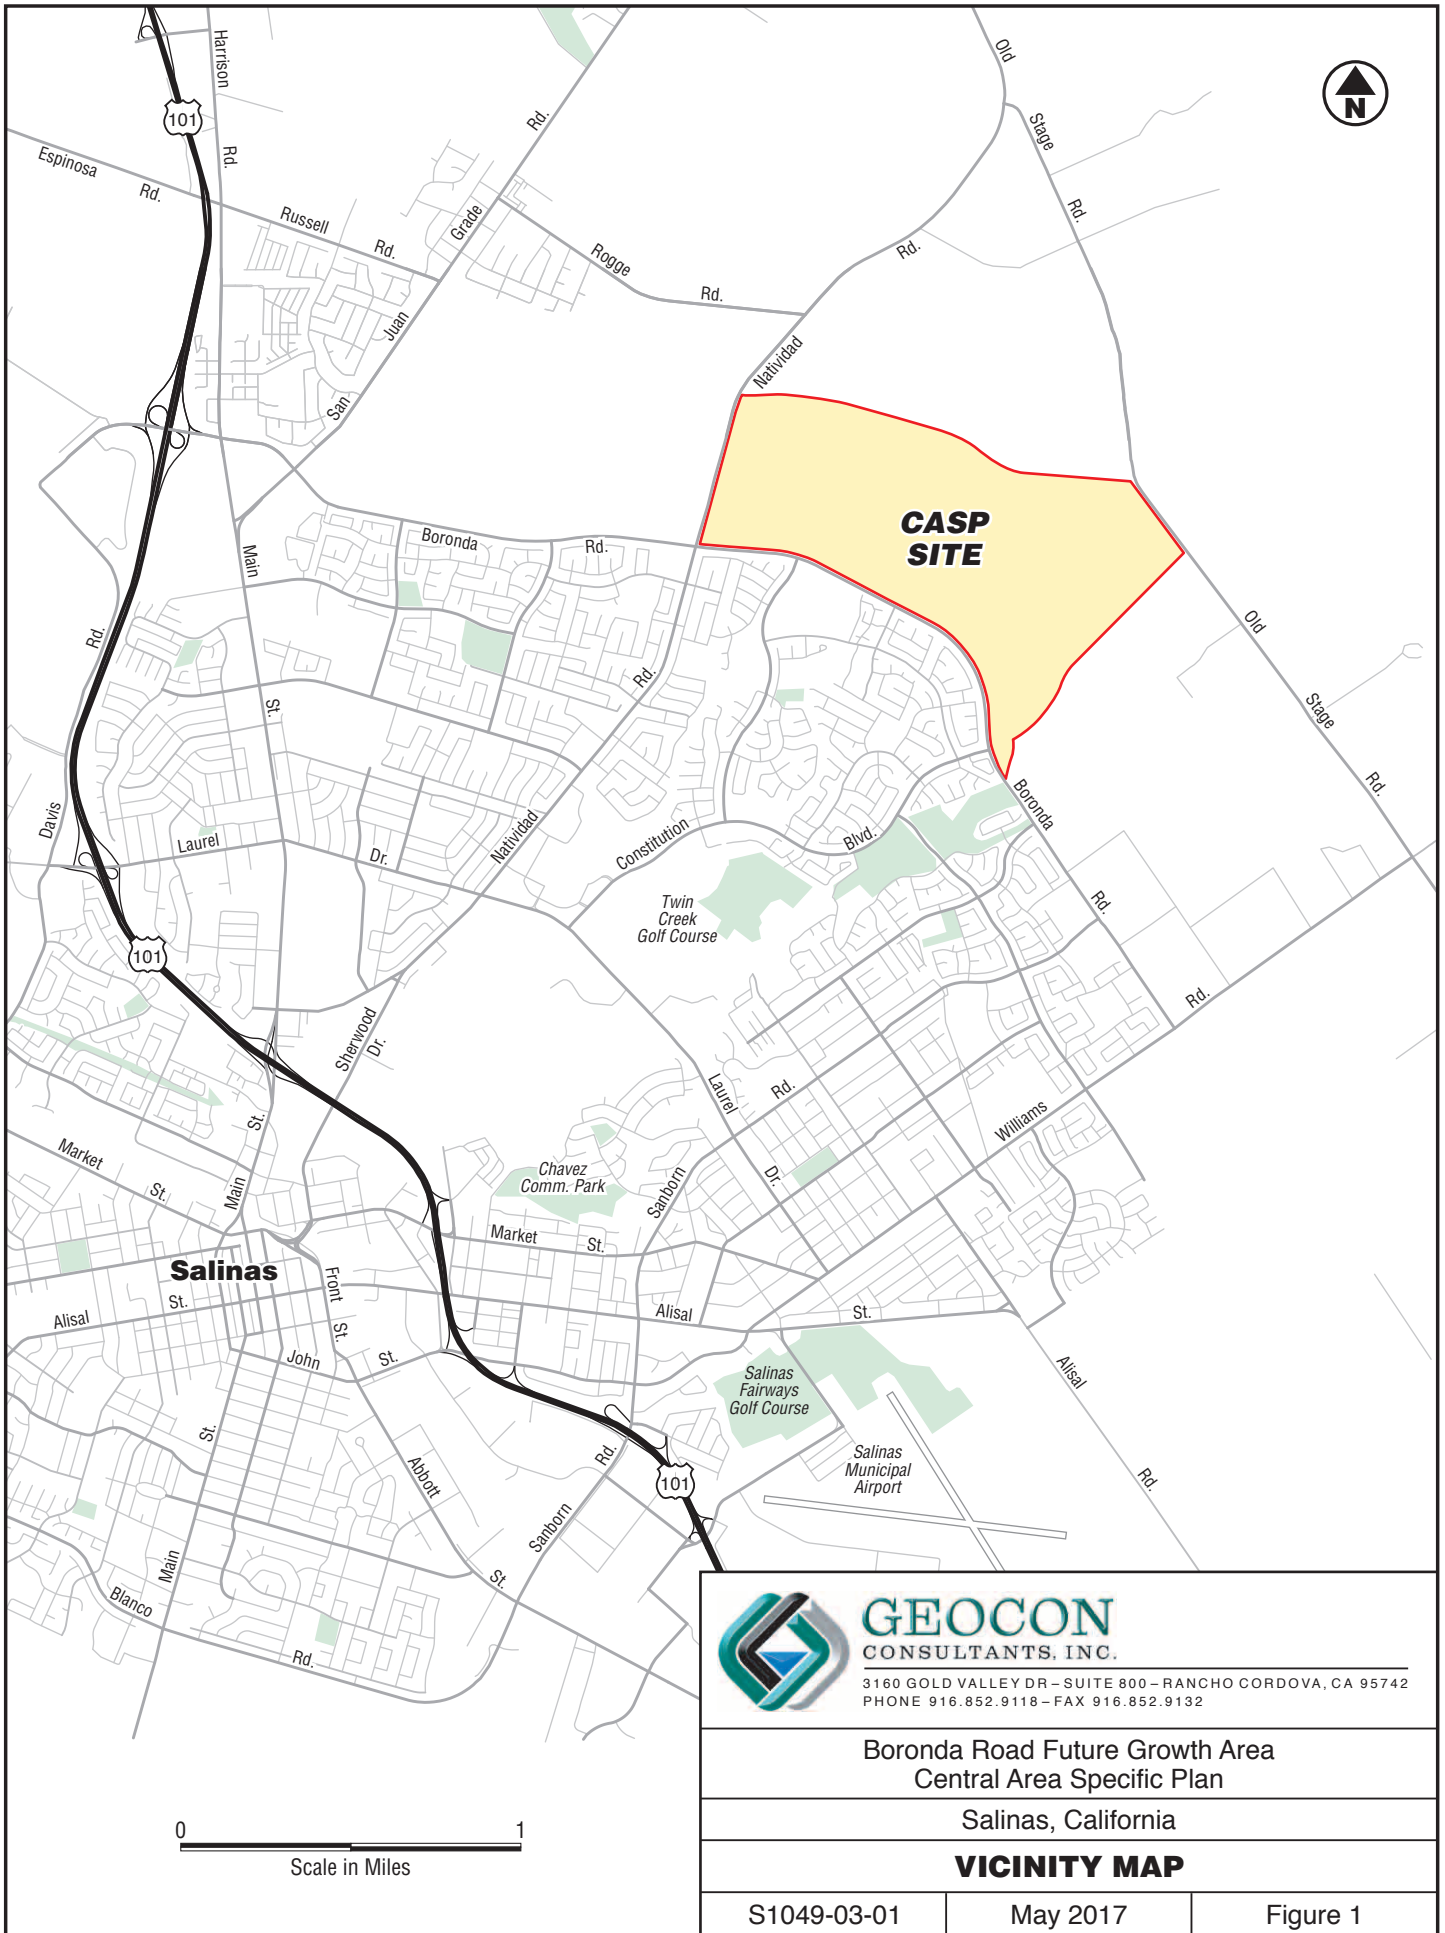 Harrison
Rd.
Old
Stage
Rd.
N
101
Espinosa
Rd.
Russell
Rd.
Rd.
Grade
Juan
San
Rogge
Rd.
Rd.
Natividad
CASP
SITE
Boronda
Rd.
Main
St.
Rd.
Davis
Rd.
Old
Stage
Rd.
Laurel
Dr.
Natividad
Constitution
Blvd.
Boronda
Rd.
Twin
Creek
Golf Course
101
Rd.
Sherwood
Dr.
Laurel
Dr.
Rd.
Sanborn
Williams
St.
Main
Market
St.
Chavez
Comm. Park
Market
St.
Salinas
Front
St.
Alisal
St.
Alisal
St.
John
St.
Salinas
Fairways
Golf Course
Alisal
Rd.
St.
Main
Abbott
St.
Rd.
Sanborn
101
Salinas
Municipal
Airport
Blanco
Rd.
GEOCON
CONSULTANTS, INC.
3160 GOLD VALLEY DR – SUITE 800 – RANCHO CORDOVA, CA 95742
PHONE 916.852.9118 – FAX 916.852.9132
Boronda Road Future Growth Area
Central Area Specific Plan
Salinas, California
VICINITY MAP
S1049-03-01 May 2017 Figure 1
0 1
Scale in Miles